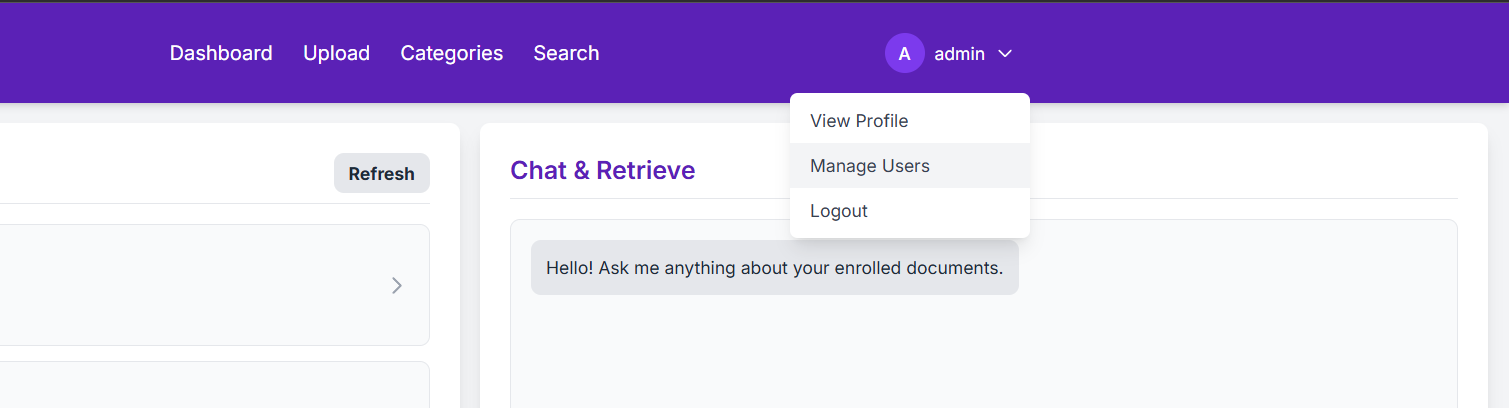 Dashboard Upload Categories Search A admin
View Profile
Manage Users
Logout
Refresh
Chat & Retrieve
Hello! Ask me anything about your enrolled documents.